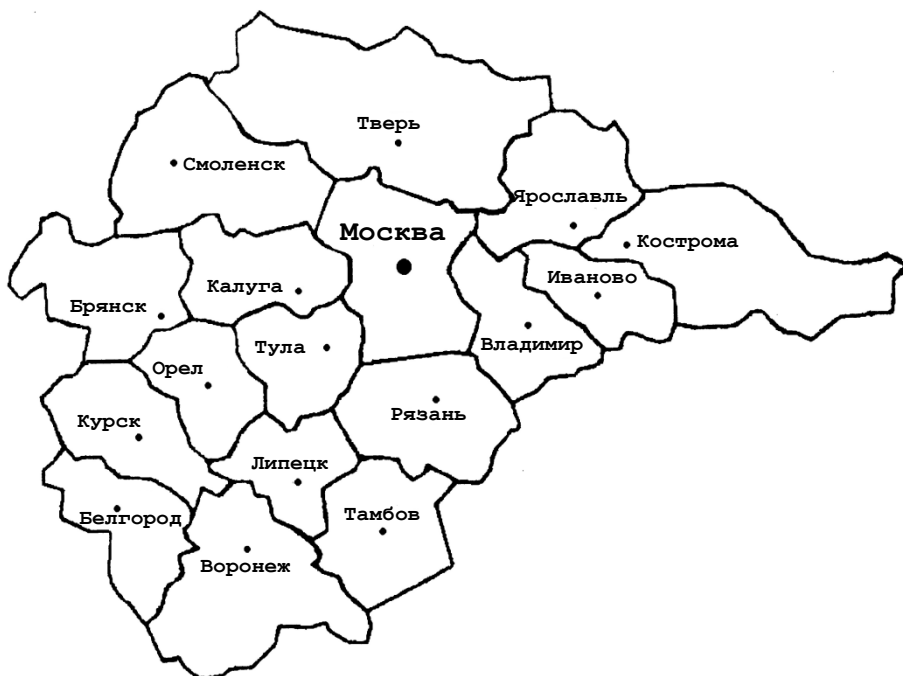 Тверь
Смоленск
Ярославль
Москва
Кострома
Калуга
Иваново
Брянск
Тула
Владимир
Орел
Рязань
Курск
Липецк
Белгород
Тамбов
Воронеж